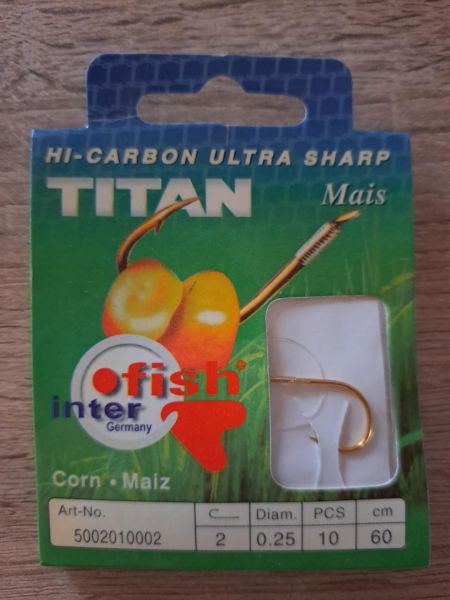 HI-CARBON ULTRA SHARP
TITAN
Mais
fish®
inter
Germany
Corn • Maiz
Art-No. Diam. PCS cm
5002010002 2 0.25 10 60